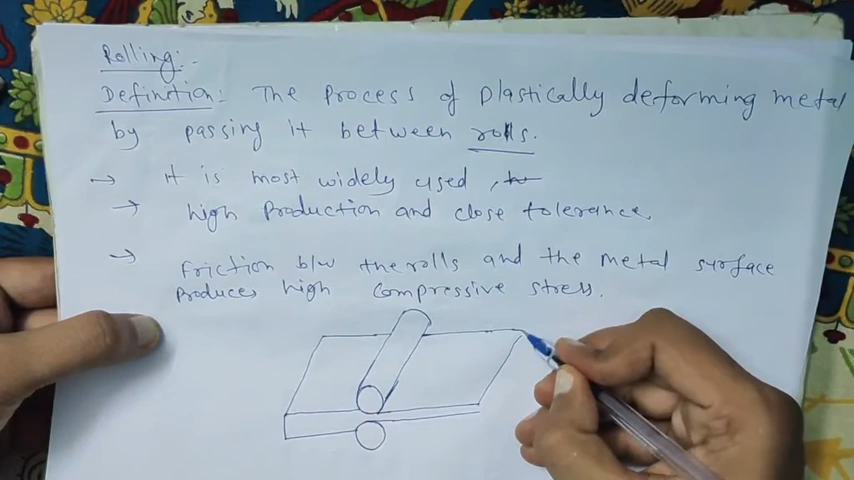 Rolling:-
Definition: The Process of Plastically deforming metal
by passing it between rolls.
→ it is most widely used,
→ high Production and close tolerance.
→ Friction b/w the rolls and the metal surface
Produces high compressive stress.